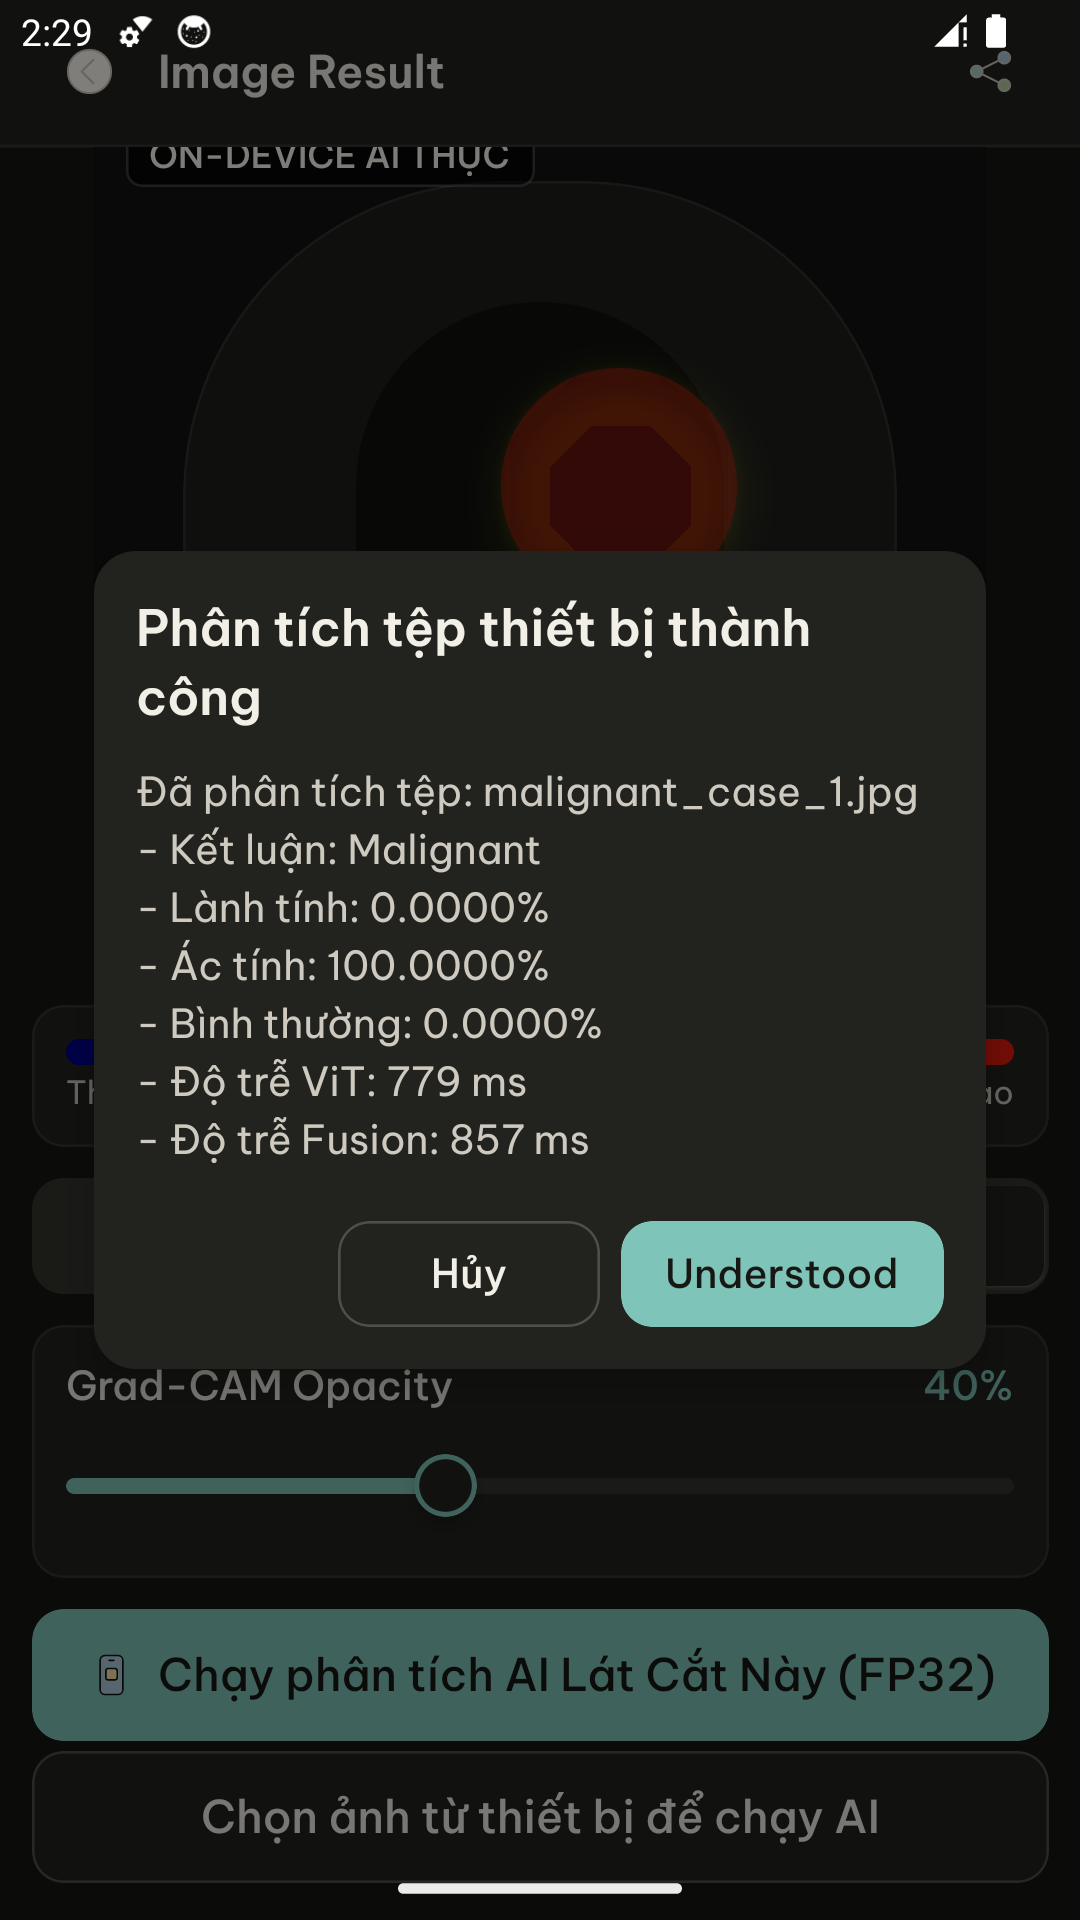 2:29
Image Result
ON-DEVICE AI THỰC
Phân tích tệp thiết bị thành
công
Đã phân tích tệp: malignant_case_1.jpg
- Kết luận: Malignant
- Lành tính: 0.0000%
- Ác tính: 100.0000%
- Bình thường: 0.0000%
- Độ trễ ViT: 779 ms
- Độ trễ Fusion: 857 ms
Hủy
Understood
Grad-CAM Opacity
40%
Chạy phân tích AI Lát Cắt Này (FP32)
Chọn ảnh từ thiết bị để chạy AI